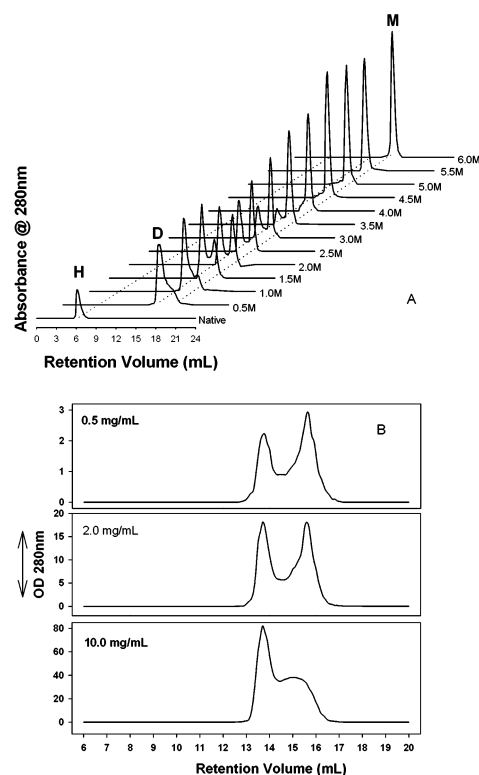 M
Absorbance @ 280nm
6.0M
5.5M
5.0M
4.5M
4.0M
3.5M
3.0M
2.5M
2.0M
1.5M
1.0M
0.5M
Native
D
H
A
0 3 6 9 12 15 18 21 24
Retention Volume (mL)
0.5 mg/mL
B
3
2
1
0
2.0 mg/mL
20
15
10
5
0
OD 280nm
10.0 mg/mL
80
60
40
20
0
6 7 8 9 10 11 12 13 14 15 16 17 18 19 20
Retention Volume (mL)